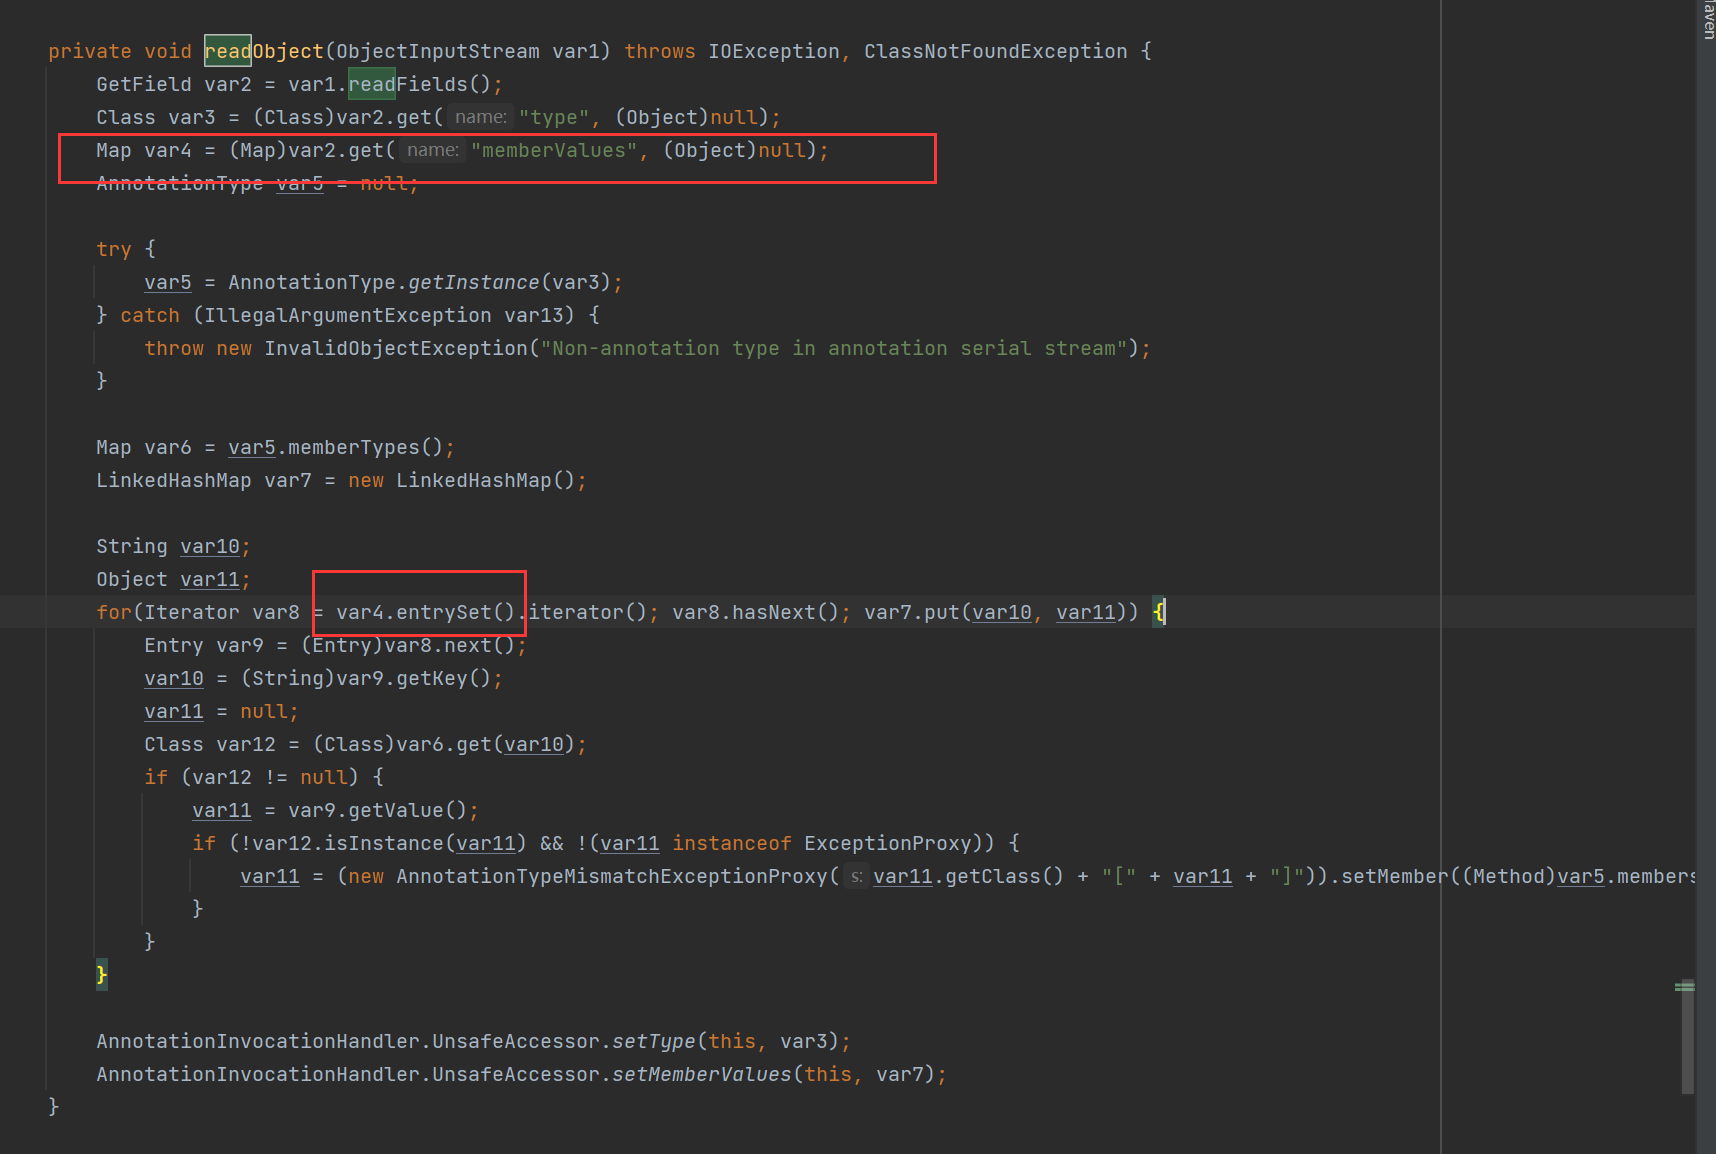 private void readObject(ObjectInputStream var1) throws IOException, ClassNotFoundException {
    GetField var2 = var1.readFields();
    Class var3 = (Class)var2.get( name: "type", (Object)null);
    Map var4 = (Map)var2.get( name: "memberValues", (Object)null);
    AnnotationType var5 = null;
    try {
        var5 = AnnotationType.getInstance(var3);
    } catch (IllegalArgumentException var13) {
        throw new InvalidObjectException("Non-annotation type in annotation serial stream");
    }
    Map var6 = var5.memberTypes();
    LinkedHashMap var7 = new LinkedHashMap();
    String var10;
    Object var11;
    for(Iterator var8 = var4.entrySet().iterator(); var8.hasNext(); var7.put(var10, var11)) {
        Entry var9 = (Entry)var8.next();
        var10 = (String)var9.getKey();
        var11 = null;
        Class var12 = (Class)var6.get(var10);
        if (var12 != null) {
            var11 = var9.getValue();
            if (!var12.isInstance(var11) && !(var11 instanceof ExceptionProxy)) {
                var11 = (new AnnotationTypeMismatchExceptionProxy( s: var11.getClass() + "[" + var11 + "]")).setMember((Method)var5.members
            }
        }
    }
    AnnotationInvocationHandler.UnsafeAccessor.setType(this, var3);
    AnnotationInvocationHandler.UnsafeAccessor.setMemberValues(this, var7);
}
aven